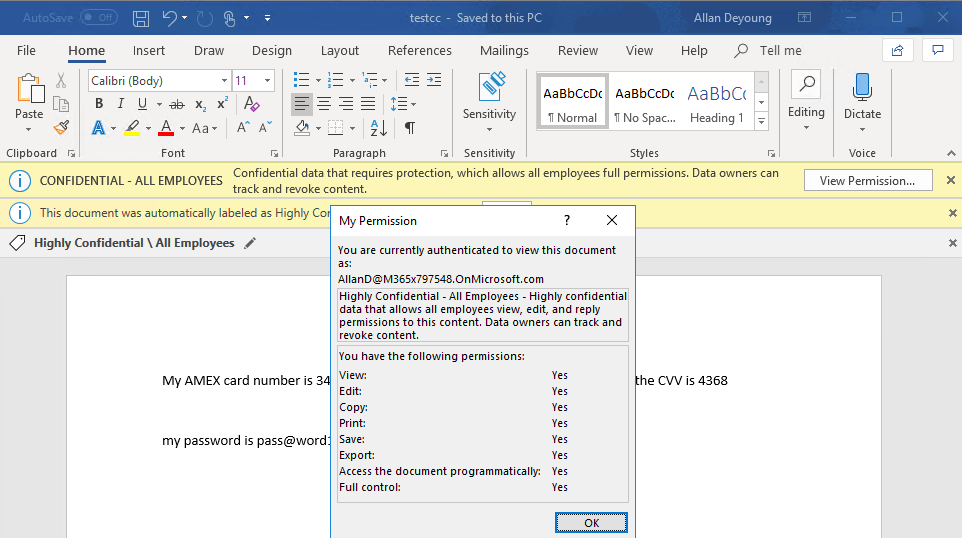 AutoSave Off testcc - Saved to this PC Allan Deyoung
File Home Insert Draw Design Layout References Mailings Review View Help Tell me
Calibri (Body) 11
Paste
B I U ab x₂ x²
A A A Aa A A
Sensitivity
AaBbCcDc AaBbCcDc AaBbCc
¶ Normal ¶ No Spac... Heading 1
Editing
Dictate
Clipboard Font Paragraph Sensitivity Styles Voice
CONFIDENTIAL - ALL EMPLOYEES Confidential data that requires protection, which allows all employees full permissions. Data owners can
track and revoke content.
View Permission...
This document was automatically labeled as Highly Con
Highly Confidential \ All Employees
My Permission ?
You are currently authenticated to view this document
as:
AllanD@M365x797548.OnMicrosoft.com
Highly Confidential - All Employees - Highly confidential
data that allows all employees view, edit, and reply
permissions to this content. Data owners can track and
revoke content.
You have the following permissions:
View: Yes
Edit: Yes
Copy: Yes
Print: Yes
Save: Yes
Export: Yes
Access the document programmatically: Yes
Full control: Yes
OK
My AMEX card number is 34 the CVV is 4368
my password is pass@word1